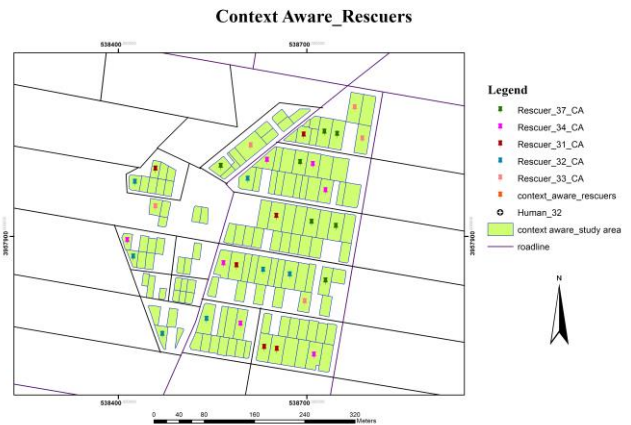 Context Aware_Rescuers
538400
538700
Legend
Rescuer_37_CA
Rescuer_34_CA
Rescuer_31_CA
Rescuer_32_CA
Rescuer_33_CA
context_aware_rescuers
Human_32
context aware_study area
roadline
3957900
3957900
N
538400
538700
0 40 80 160 240 320
Meters